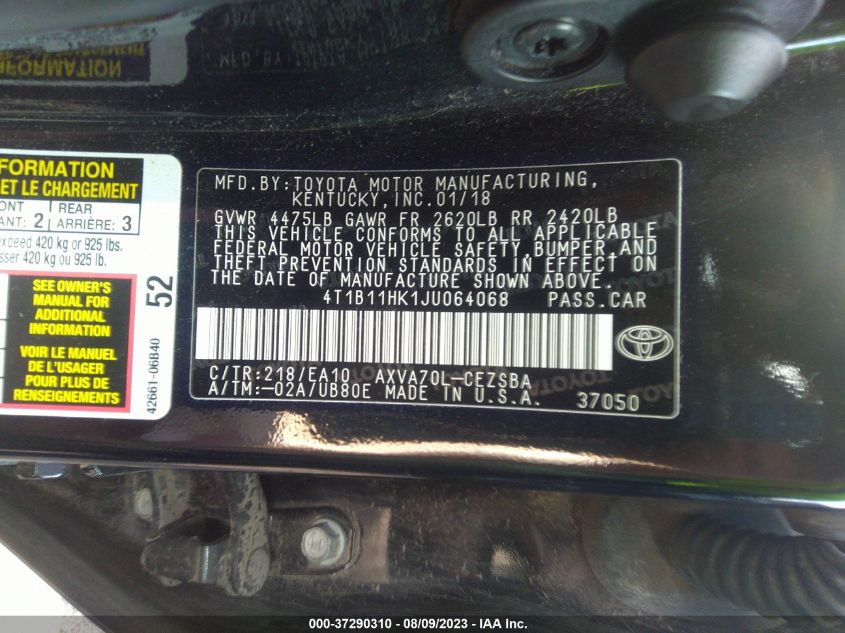 FORMATION
FORMATION
ET LE CHARGEMENT
ONT REAR
ANT: 2 ARRIÈRE: 3
exceed 420 kg or 925 lbs.
sser 420 kg ou 925 lb.
SEE OWNER'S
MANUAL FOR
ADDITIONAL
INFORMATION
VOIR LE MANUEL
DE L'USAGER
POUR PLUS DE
RENSEIGNEMENTS
52
42661-06B40
MFD.BY:TOYOTA MOTOR MANUFACTURING,
KENTUCKY, INC.01/18
GVWR 4475LB GAWR FR 2620LB RR 2420LB
THIS VEHICLE CONFORMS TO ALL APPLICABLE
FEDERAL MOTOR VEHICLE SAFETY, BUMPER, AND
THEFT PREVENTION STANDARDS IN EFFECT ON
THE DATE OF MANUFACTURE SHOWN ABOVE.
4T1B11HK1JU064068 PASS.CAR
C/TR:218/EA10 AXVA70L-CEZSBA
A/TM:-02A/UB80E MADE IN U.S.A. 37050
000-37290310 - 08/09/2023 - IAA Inc.